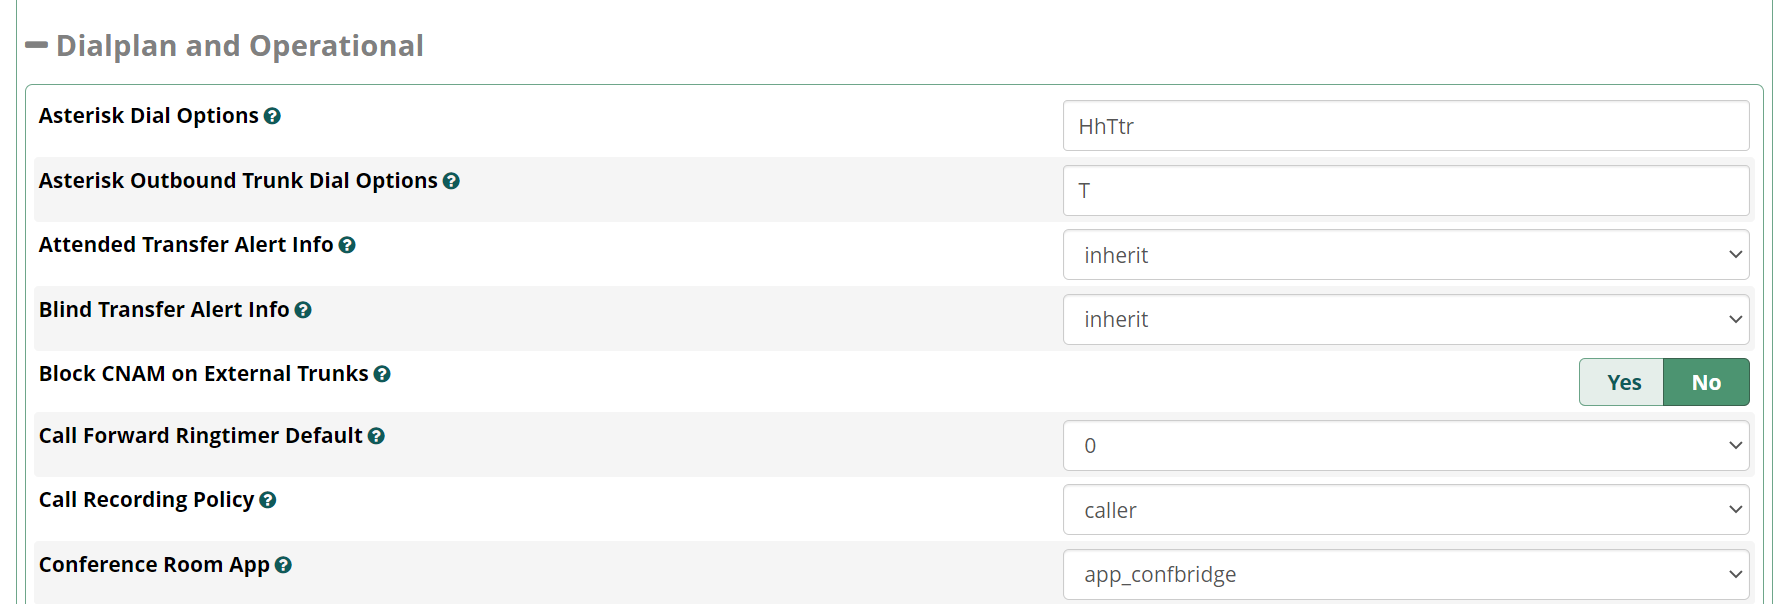 Dialplan and Operational
Asterisk Dial Options
HhTtr
Asterisk Outbound Trunk Dial Options
T
Attended Transfer Alert Info
inherit
Blind Transfer Alert Info
inherit
Block CNAM on External Trunks
Yes No
Call Forward Ringtimer Default
0
Call Recording Policy
caller
Conference Room App
app_confbridge